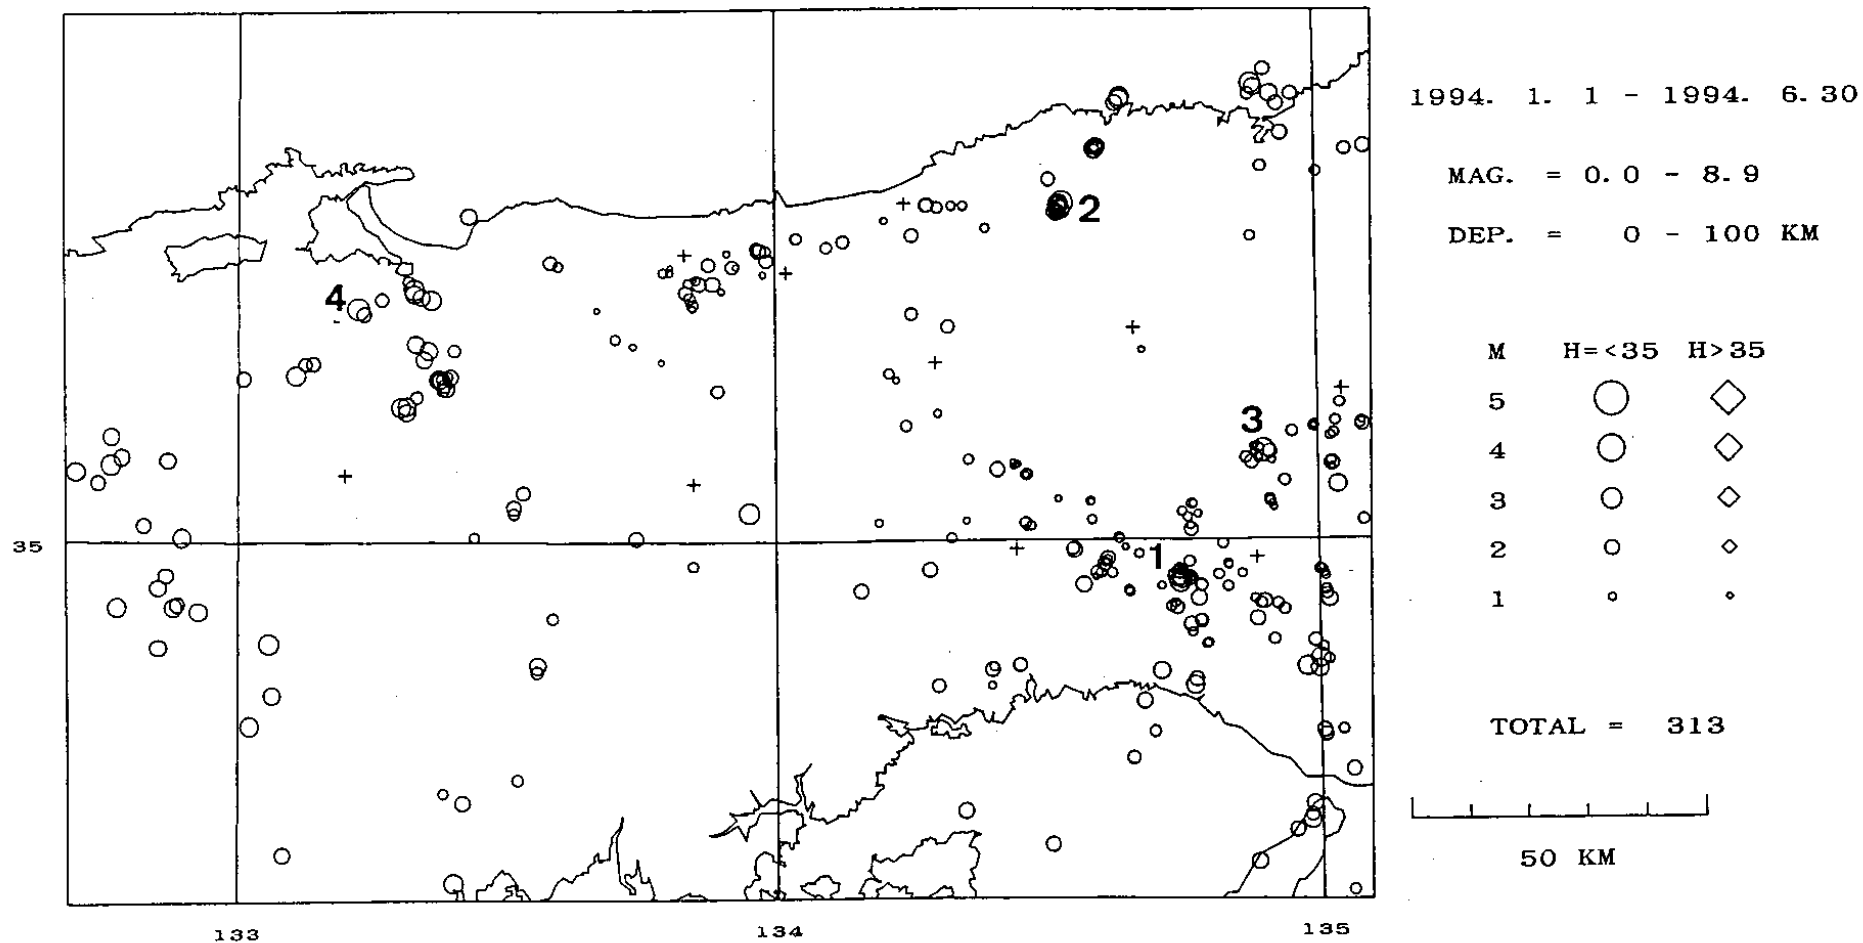 1994. 1. 1 - 1994. 6.30
MAG. = 0.0 - 8.9
DEP. = 0 - 100 KM
2
4
M H=<35 H>35
5
3
4
3
35
1
2
1
TOTAL = 313
50 KM
133 134 135